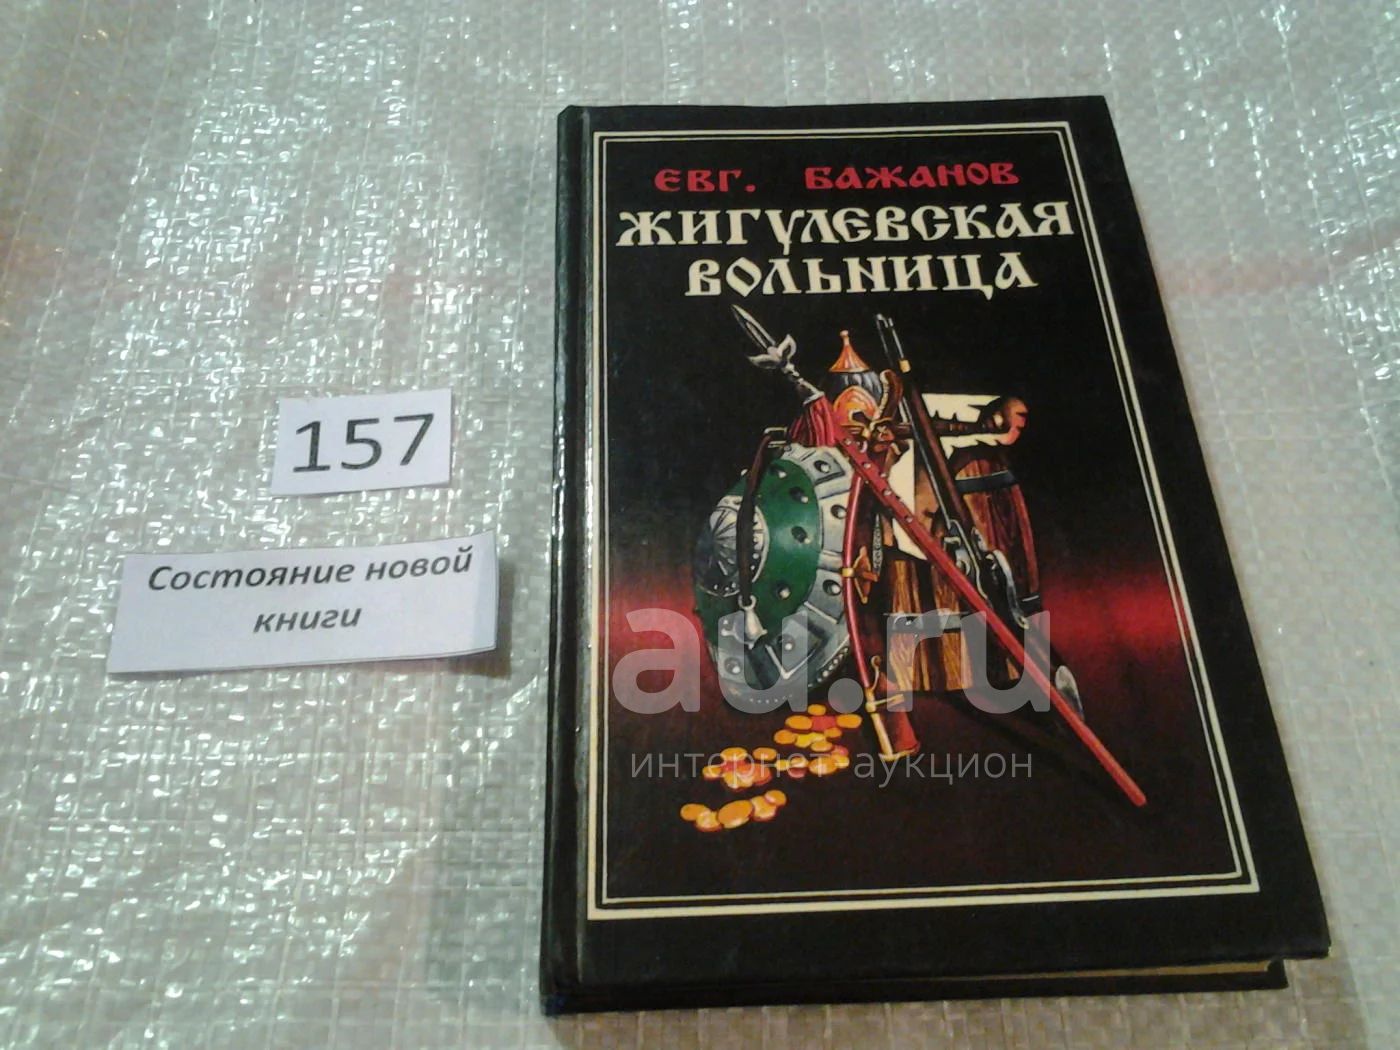 157
Состояние новой
книги
ЕВГ. БАЖАНОВ
ЖИГУЛЕВСКАЯ
ВОЛЬНИЦА
au.ru
интернет-аукцион